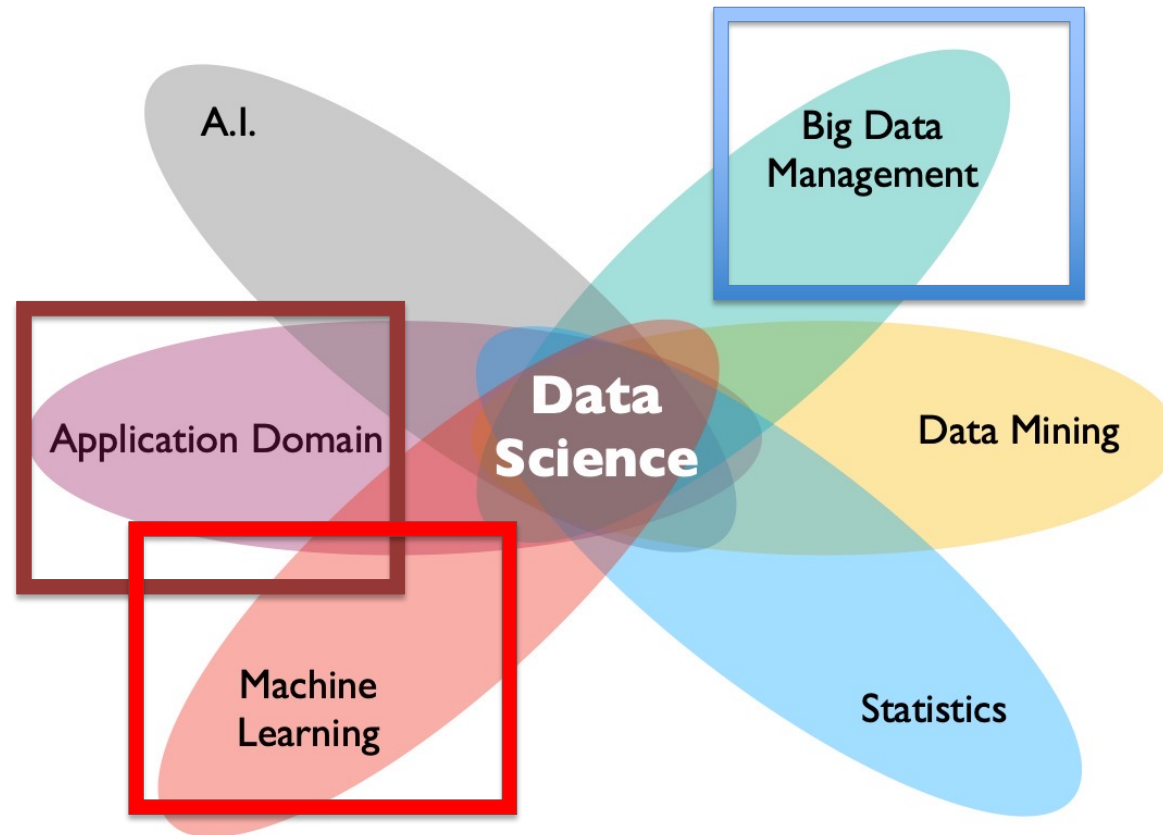 A.I.
Big Data
Management
Application Domain
Data
Science
Data Mining
Machine
Learning
Statistics